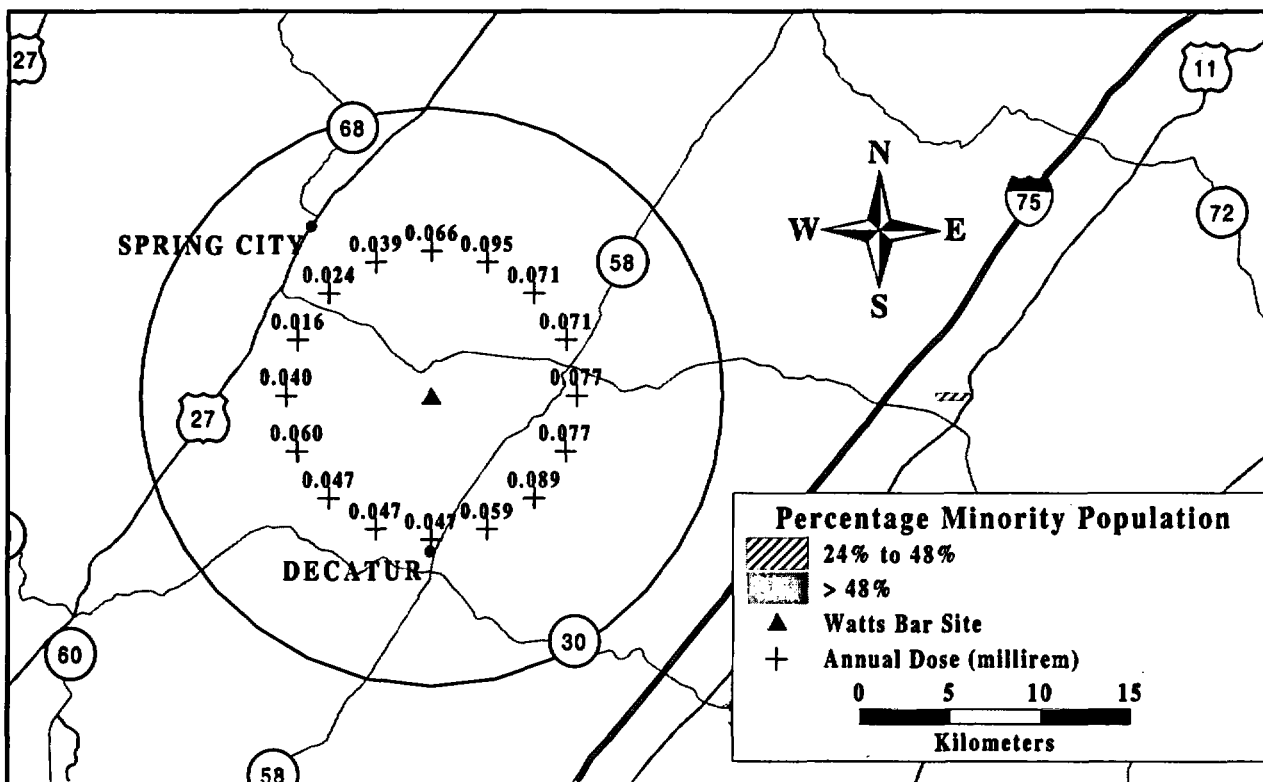 27
11
68
N
75
72
SPRING CITY
W
E
0.066
0.039
0.095
58
0.024
0.071
S
0.016
0.071
0.040
0.077
27
0.060
0.077
0.047
0.089
0.047
0.047
0.059
DECATUR
30
60
58
Percentage Minority Population
24% to 48%
> 48%
Watts Bar Site
Annual Dose (millirem)
0 5 10 15
Kilometers